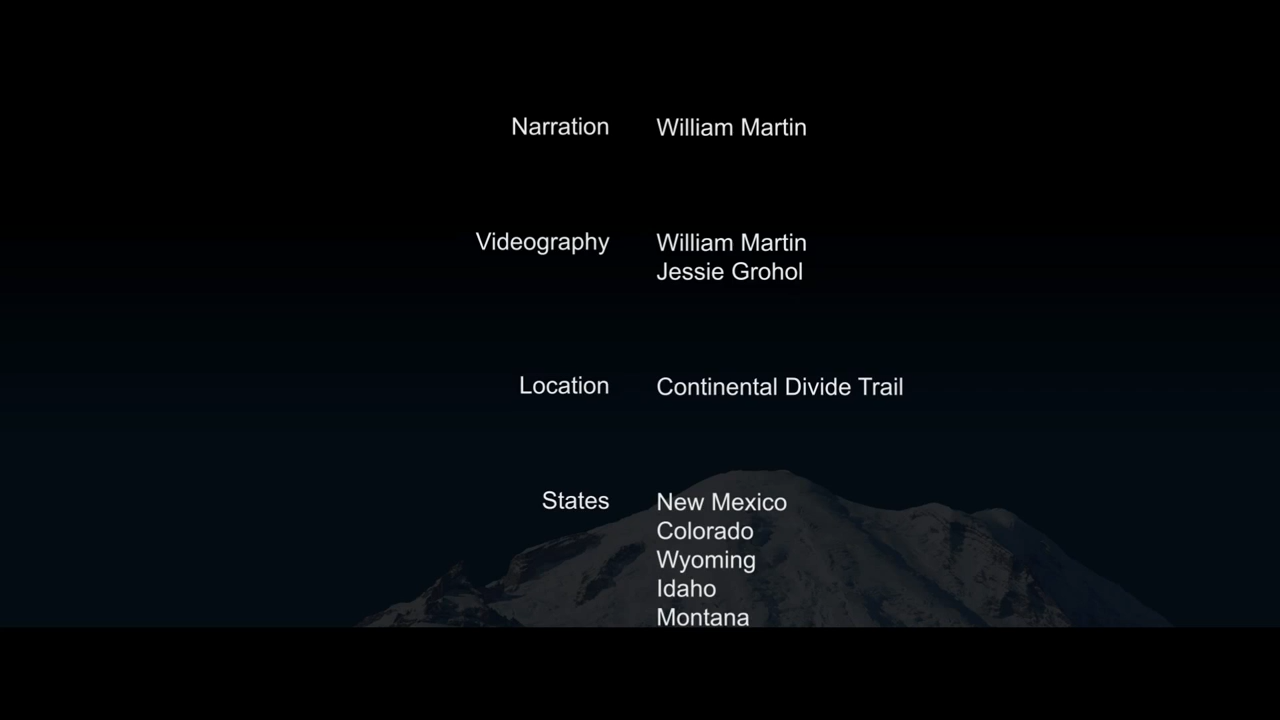 Narration William Martin
Videography William Martin
Jessie Grohol
Location Continental Divide Trail
States New Mexico
Colorado
Wyoming
Idaho
Montana